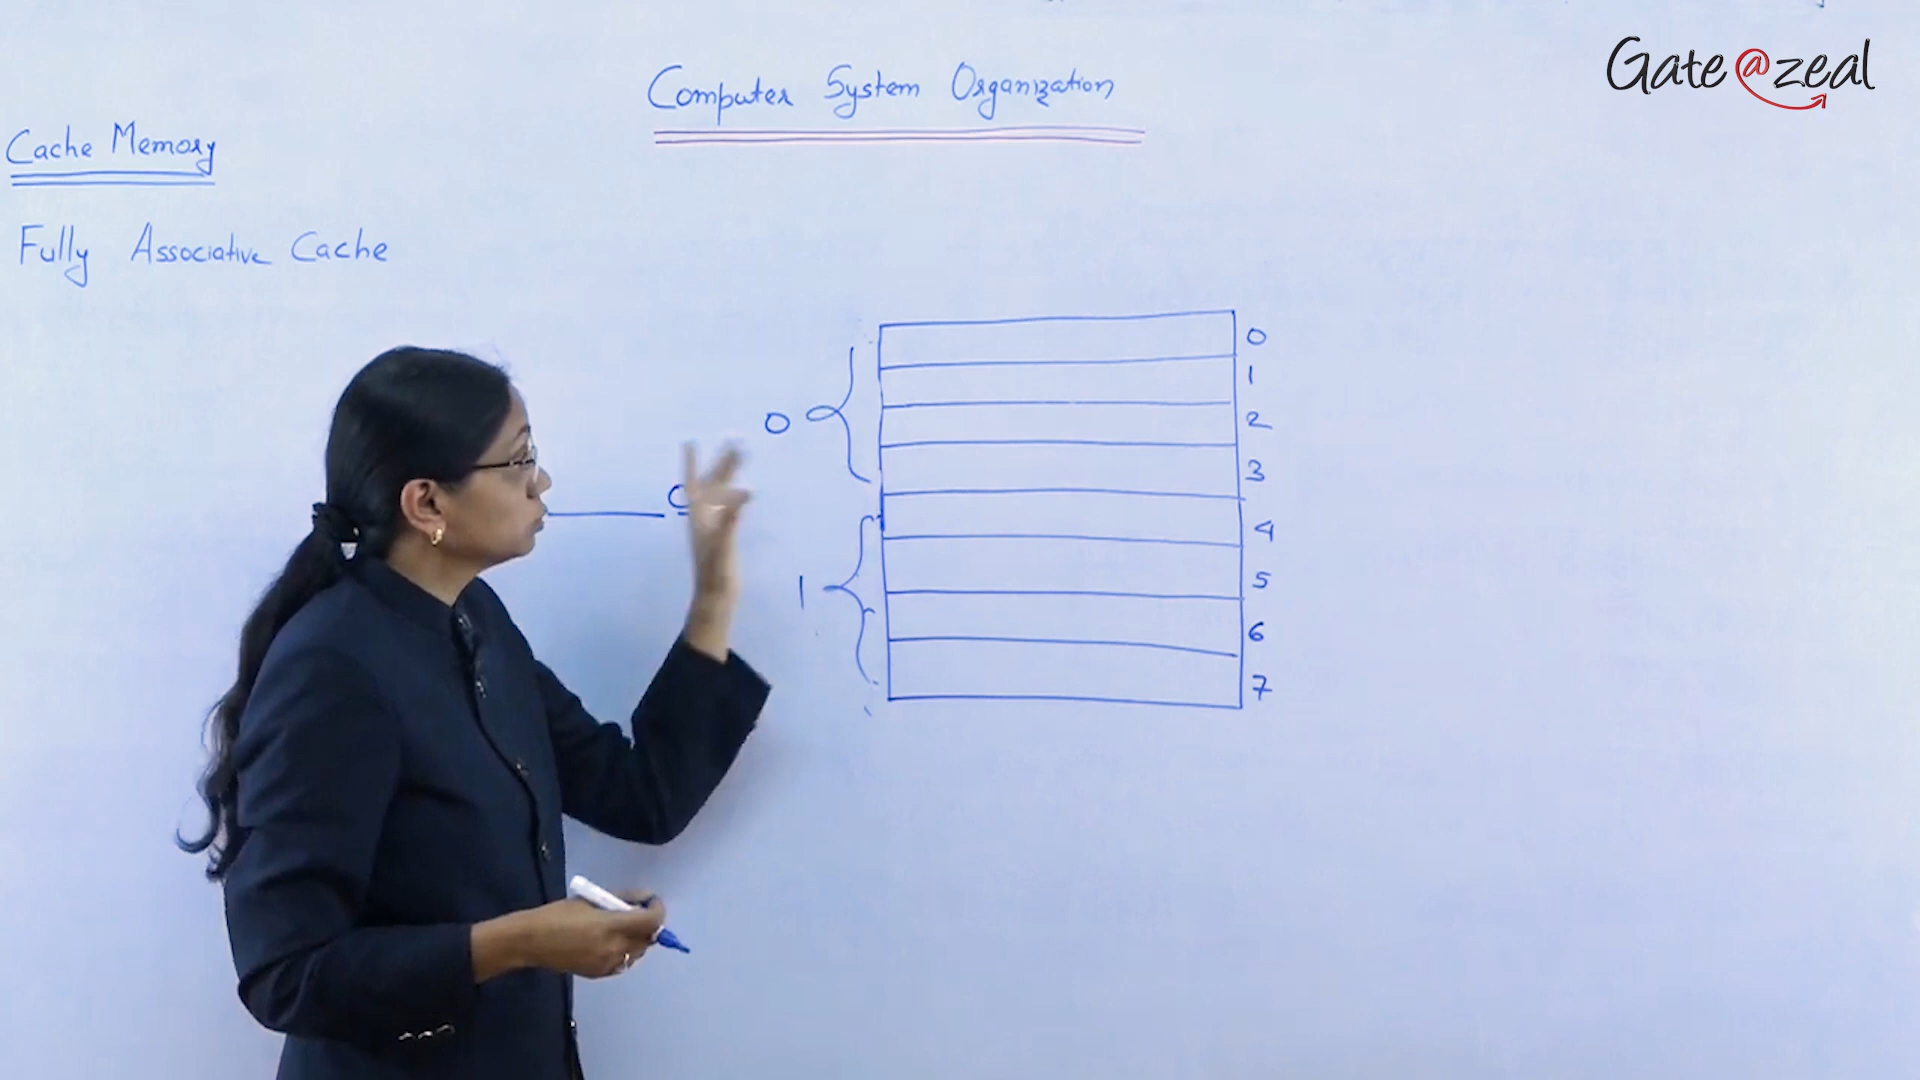 Gate@zeal
Computer System Organization
Cache Memory
Fully Associative Cache
0
1
0
1
2
3
4
5
6
7